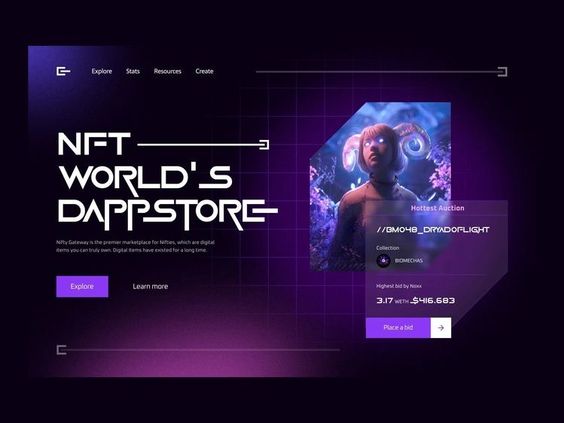 Explore Stats Resources Create
NFT
WORLD'S
DAPPSTORE
Nifty Gateway is the premier marketplace for Nifties, which are digital
items you can truly own. Digital items have existed for a long time.
Explore Learn more
Hottest Auction
//BM048_DRYADOFLIGHT
Collection
BIOMECHAS
Highest bid by Noxx
3.17 WETH _$416.683
Place a bid →